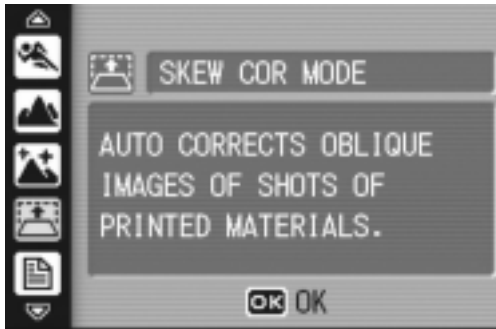 SKEW COR MODE
AUTO CORRECTS OBLIQUE
IMAGES OF SHOTS OF
PRINTED MATERIALS.
OK OK